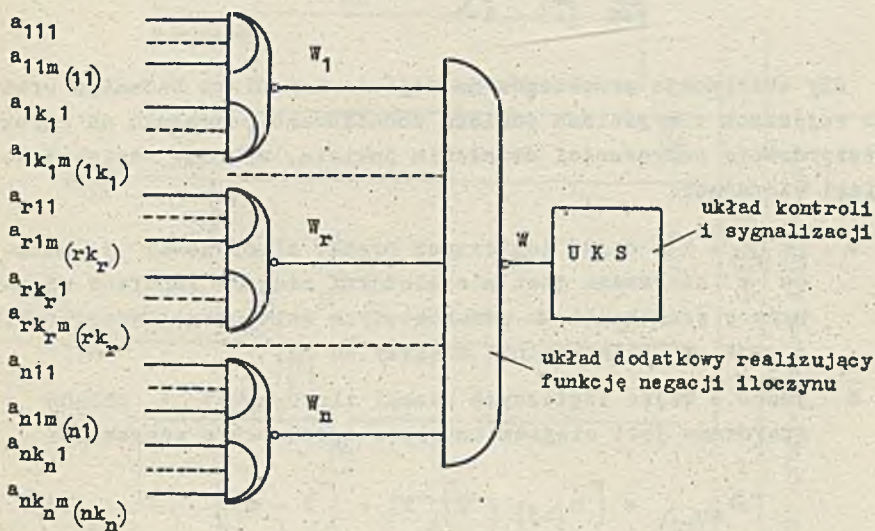 a111
a11m(11)
a1k₁1
a1k₁m(1k₁)
ar11
ar1m(rkᵣ)
arkᵣ1
arkᵣm(rkᵣ)
an11
an1m(n1)
ankₙ1
ankₙm(nkₙ)
W₁
Wᵣ
Wₙ
W
U K S
układ kontroli
i sygnalizacji
układ dodatkowy realizujący
funkcję negacji iloczynu